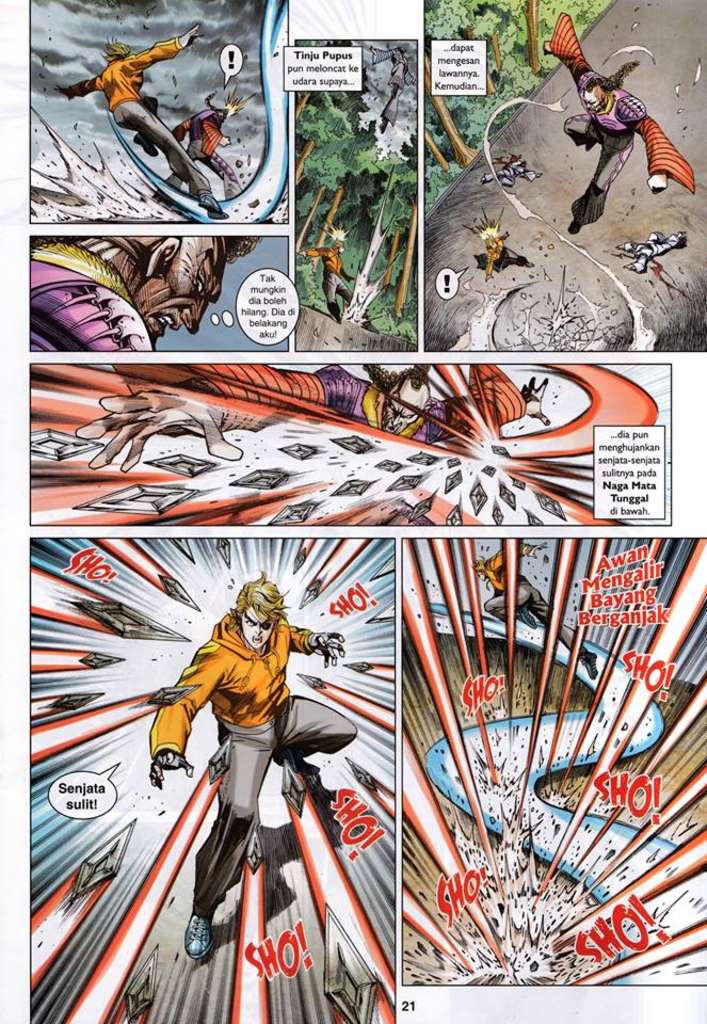 !
Tinju Pupus
pun meloncat ke
udara supaya...
...dapat
mengesan
lawannya.
Kemudian...
!
Tak
mungkin
dia boleh
hilang. Dia di
belakang
aku!
...dia pun
menghujankan
senjata-senjata
sulitnya pada
Naga Mata
Tunggal
di bawah.
SHO!
SHO!
Senjata
sulit!
SHO!
SHO!
Awan
Mengalir
Bayang
Berganjak
SHO!
SHO!
SHO!
SHO!
SHO!
21